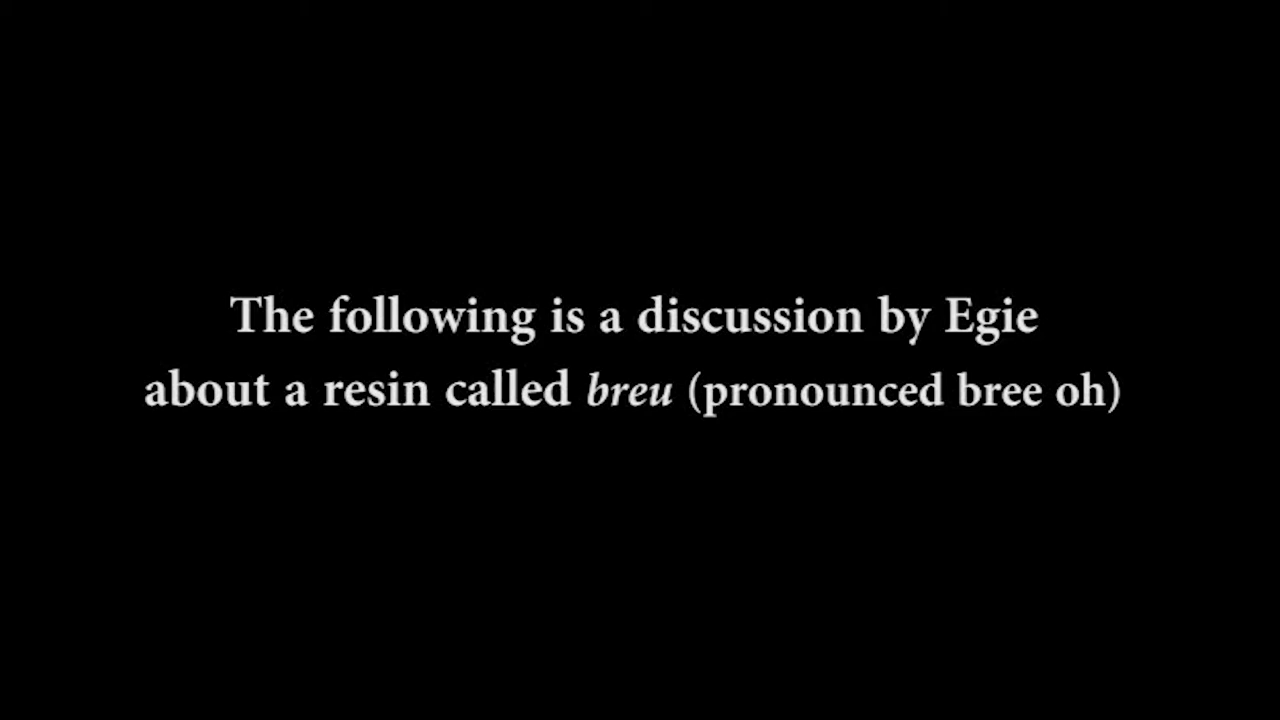 The following is a discussion by Egie
about a resin called breu (pronounced bree oh)